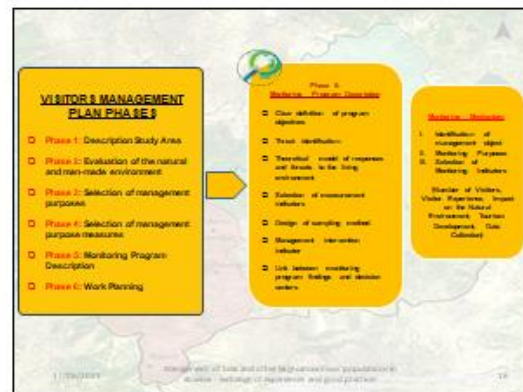 VISITORS MANAGEMENT
PLAN PHASES
Phase 1: Description Study Area
Phase 2: Evaluation of the natural
and man-made environment
Phase 3: Selection of management
purposes
Phase 4: Selection of management
purpose measures
Phase 5: Monitoring Program
Description
Phase 6: Work Planning
Phase 5:
Monitoring Program Description
Clear definition of program
objectives
Threat identification
Theoretical model of responses
and threats to the living
environment
Selection of measurement
indicators
Design of sampling method
Management intervention
indicator
Link between monitoring
program findings and decision
centers
Monitoring
I. Identification of
management object
II. Monitoring Purposes
III. Selection of
Monitoring Indicators
(Number of Visitors,
Visitor Experience, Impact
on the Natural
Environment, Tourism
Development, Data
Collection)